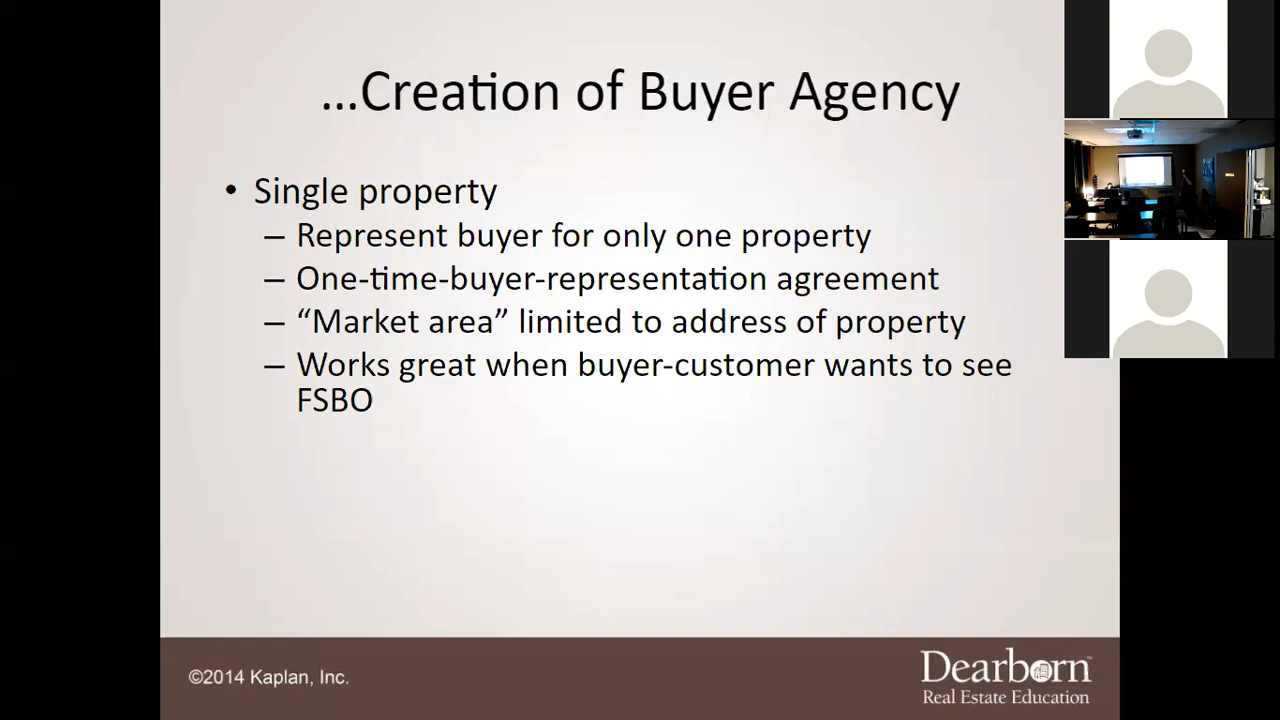 ...Creation of Buyer Agency
• Single property
– Represent buyer for only one property
– One-time-buyer-representation agreement
– “Market area” limited to address of property
– Works great when buyer-customer wants to see
FSBO
©2014 Kaplan, Inc.
Dearborn™
Real Estate Education